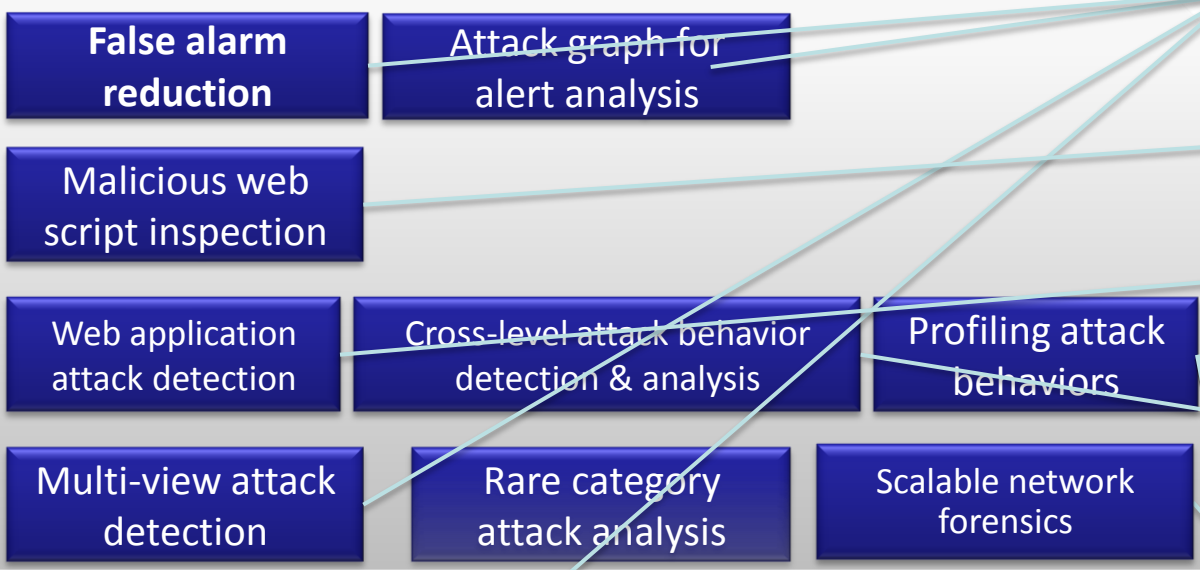 False alarm
reduction
Attack graph for
alert analysis
Malicious web
script inspection
Web application
attack detection
Cross-level attack behavior
detection & analysis
Profiling attack
behaviors
Multi-view attack
detection
Rare category
attack analysis
Scalable network
forensics